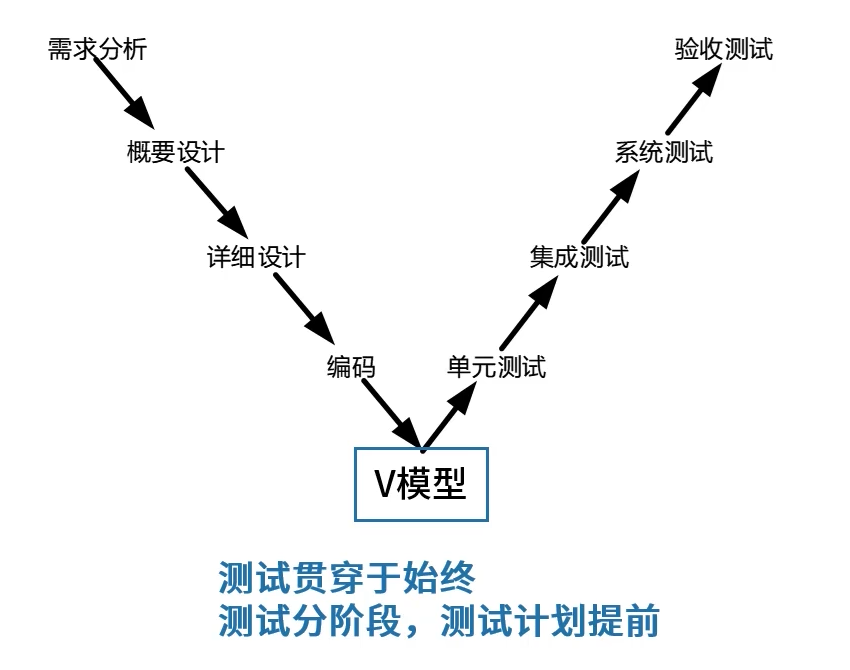 需求分析
验收测试
概要设计
系统测试
详细设计
集成测试
编码
单元测试
V模型
测试贯穿于始终
测试分阶段，测试计划提前